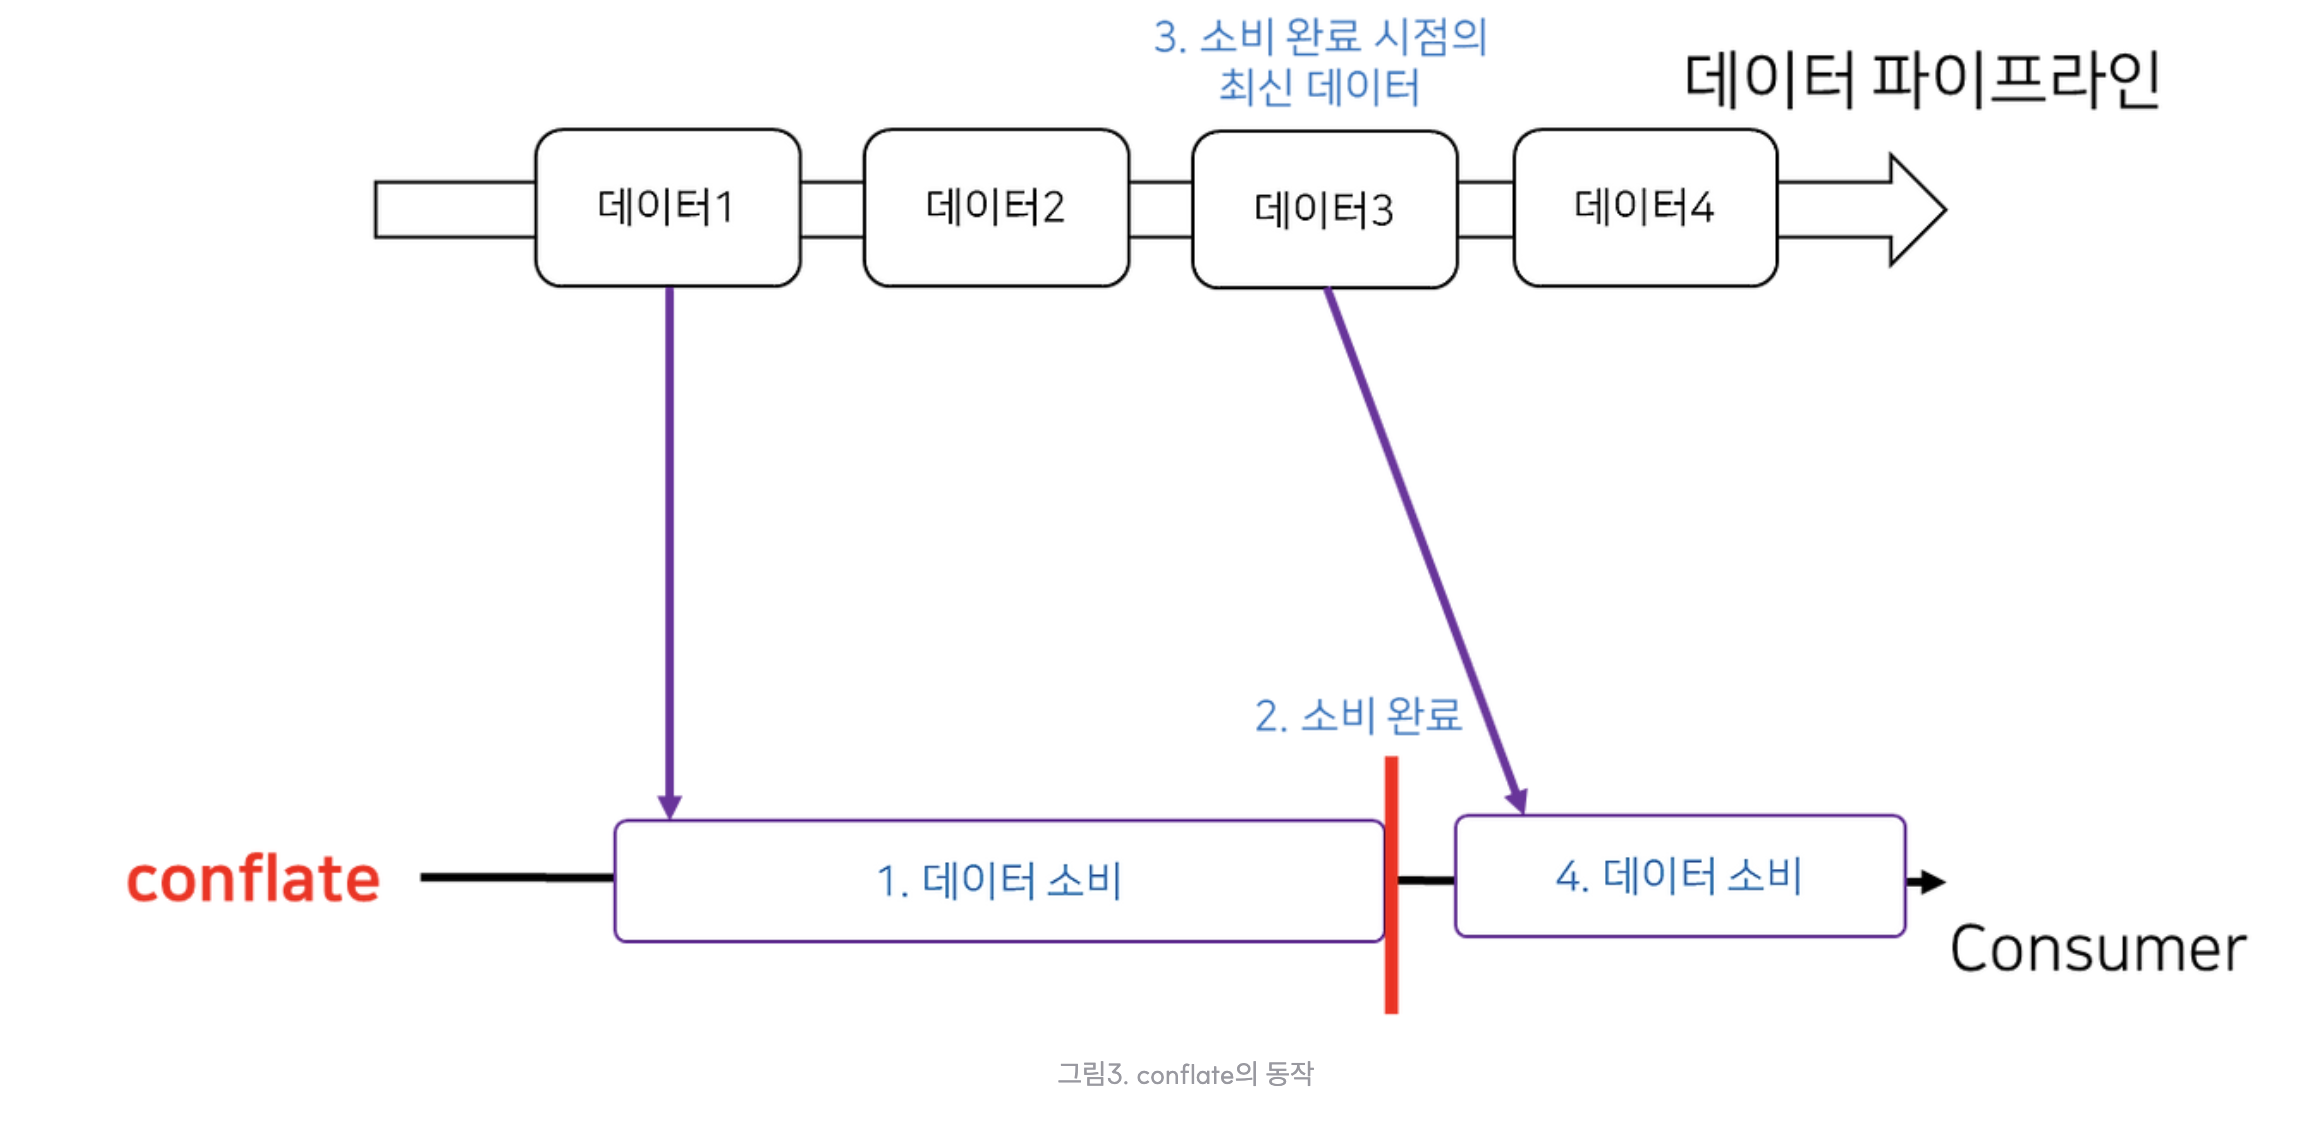 3. 소비 완료 시점의
최신 데이터
데이터 파이프라인
데이터1
데이터2
데이터3
데이터4
2. 소비 완료
conflate
1. 데이터 소비
4. 데이터 소비
Consumer
그림3. conflate의 동작